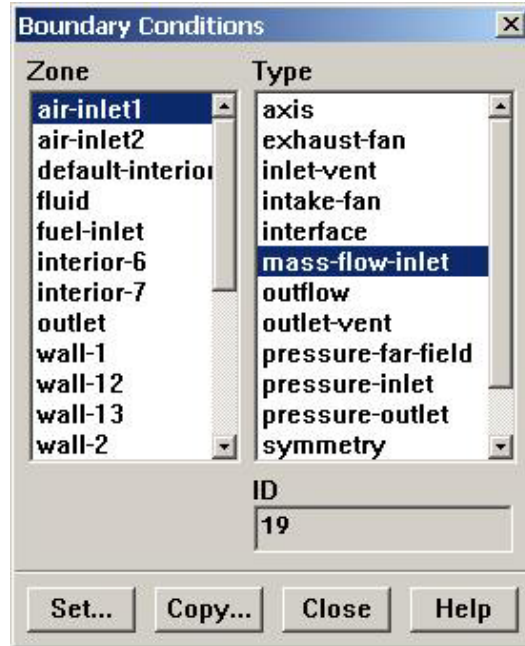 Boundary Conditions
Zone
air-inlet1
air-inlet2
default-interior
fluid
fuel-inlet
interior-6
interior-7
outlet
wall-1
wall-12
wall-13
wall-2
Type
axis
exhaust-fan
inlet-vent
intake-fan
interface
mass-flow-inlet
outflow
outlet-vent
pressure-far-field
pressure-inlet
pressure-outlet
symmetry
ID
19
Set... Copy... Close Help